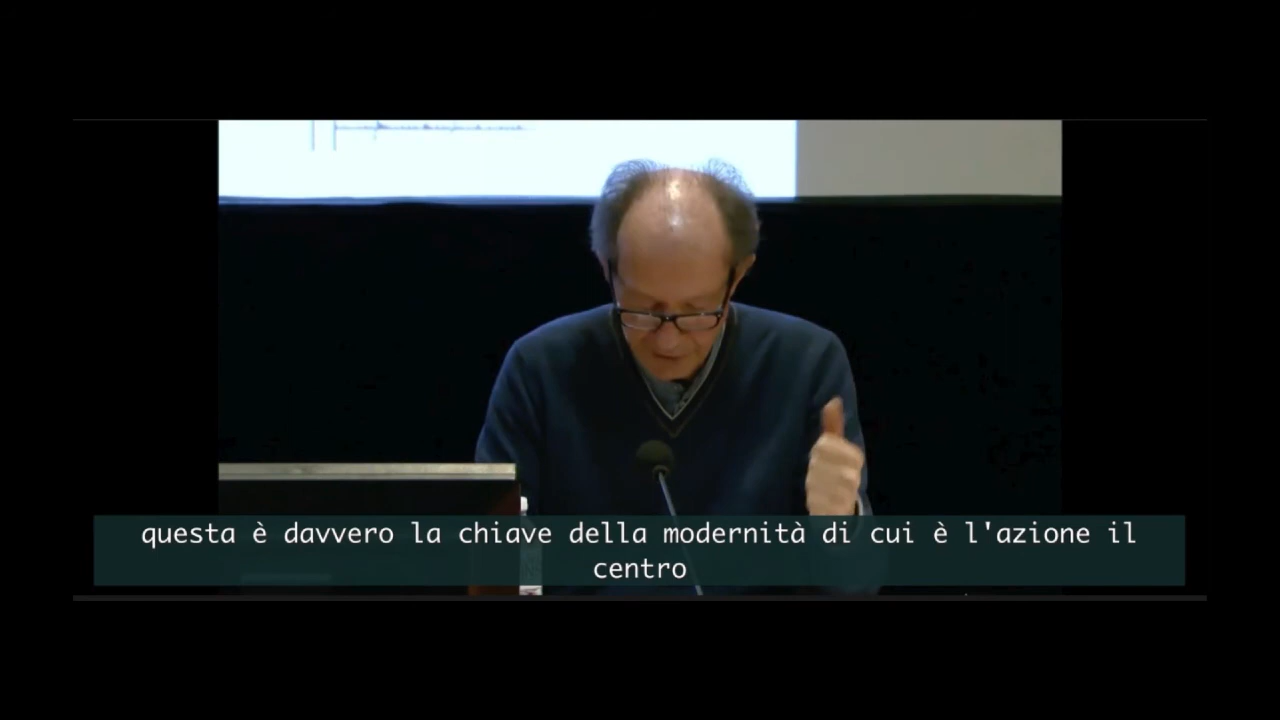 questa è davvero la chiave della modernità di cui è l'azione il
centro